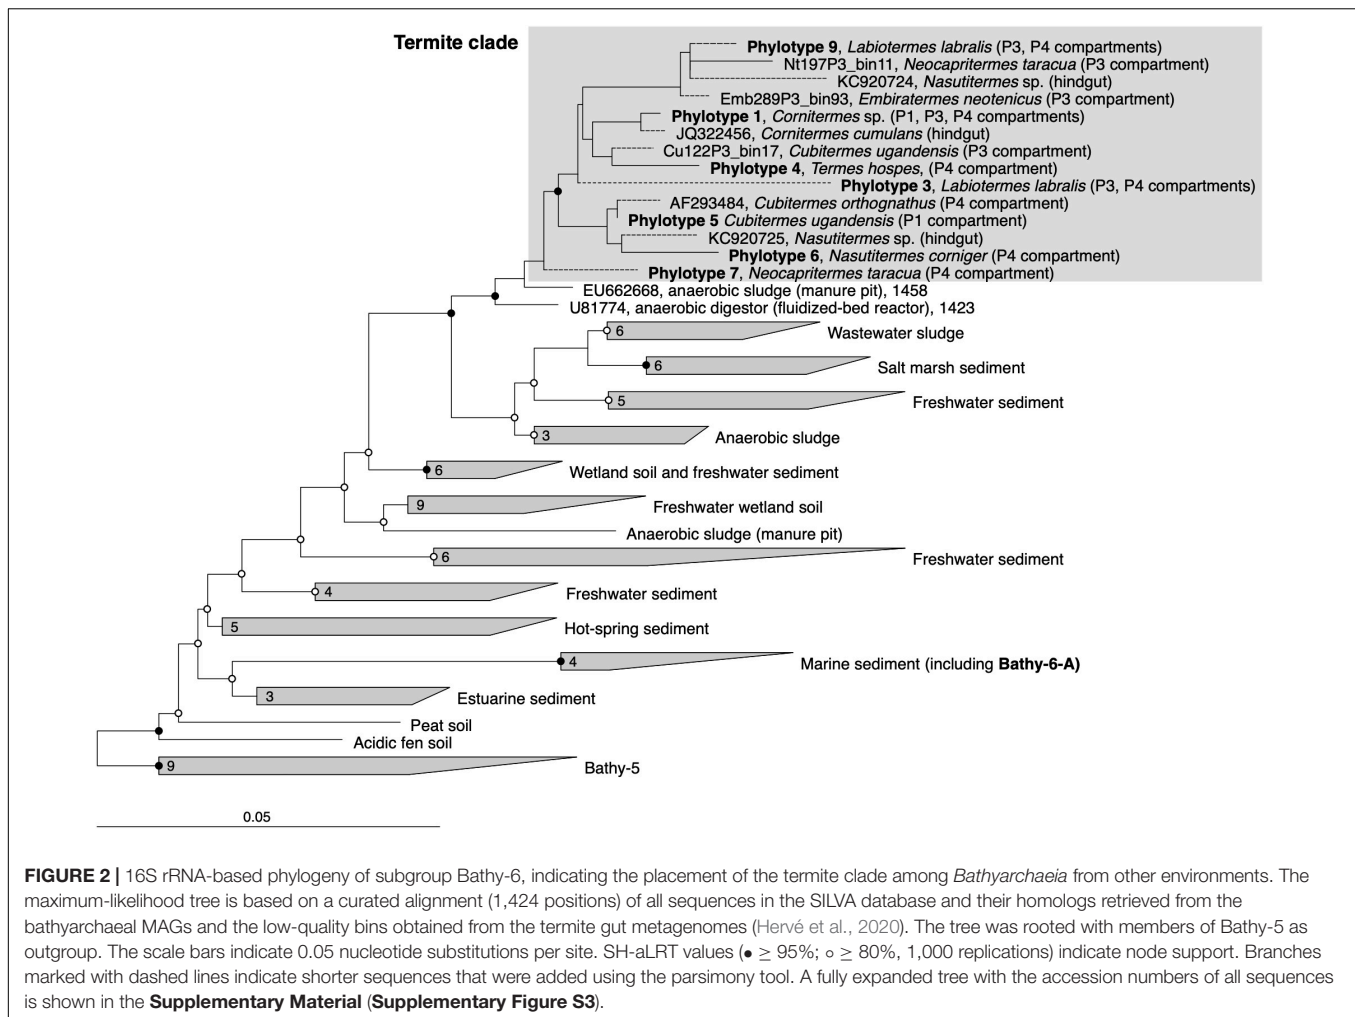 Termite clade
Phylotype 9, Labiotermes labralis (P3, P4 compartments)
Nt197P3_bin11, Neocapritermes taracua (P3 compartment)
KC920724, Nasutitermes sp. (hindgut)
Emb289P3_bin93, Embiratermes neotenicus (P3 compartment)
Phylotype 1, Cornitermes sp. (P1, P3, P4 compartments)
JQ322456, Cornitermes cumulans (hindgut)
Cu122P3_bin17, Cubitermes ugandensis (P3 compartment)
Phylotype 4, Termes hospes, (P4 compartment)
Phylotype 3, Labiotermes labralis (P3, P4 compartments)
AF293484, Cubitermes orthognathus (P4 compartment)
Phylotype 5 Cubitermes ugandensis (P1 compartment)
KC920725, Nasutitermes sp. (hindgut)
Phylotype 6, Nasutitermes corniger (P4 compartment)
Phylotype 7, Neocapritermes taracua (P4 compartment)
EU662668, anaerobic sludge (manure pit), 1458
U81774, anaerobic digestor (fluidized-bed reactor), 1423
6 Wastewater sludge
6 Salt marsh sediment
5 Freshwater sediment
3 Anaerobic sludge
6 Wetland soil and freshwater sediment
9 Freshwater wetland soil
Anaerobic sludge (manure pit)
6 Freshwater sediment
4 Freshwater sediment
5 Hot-spring sediment
4 Marine sediment (including Bathy-6-A)
3 Estuarine sediment
Peat soil
Acidic fen soil
9 Bathy-5
0.05
FIGURE 2 | 16S rRNA-based phylogeny of subgroup Bathy-6, indicating the placement of the termite clade among Bathyarchaeia from other environments. The
maximum-likelihood tree is based on a curated alignment (1,424 positions) of all sequences in the SILVA database and their homologs retrieved from the
bathyarchaeal MAGs and the low-quality bins obtained from the termite gut metagenomes (Hervé et al., 2020). The tree was rooted with members of Bathy-5 as
outgroup. The scale bars indicate 0.05 nucleotide substitutions per site. SH-aLRT values (● ≥ 95%; ○ ≥ 80%, 1,000 replications) indicate node support. Branches
marked with dashed lines indicate shorter sequences that were added using the parsimony tool. A fully expanded tree with the accession numbers of all sequences
is shown in the Supplementary Material (Supplementary Figure S3).